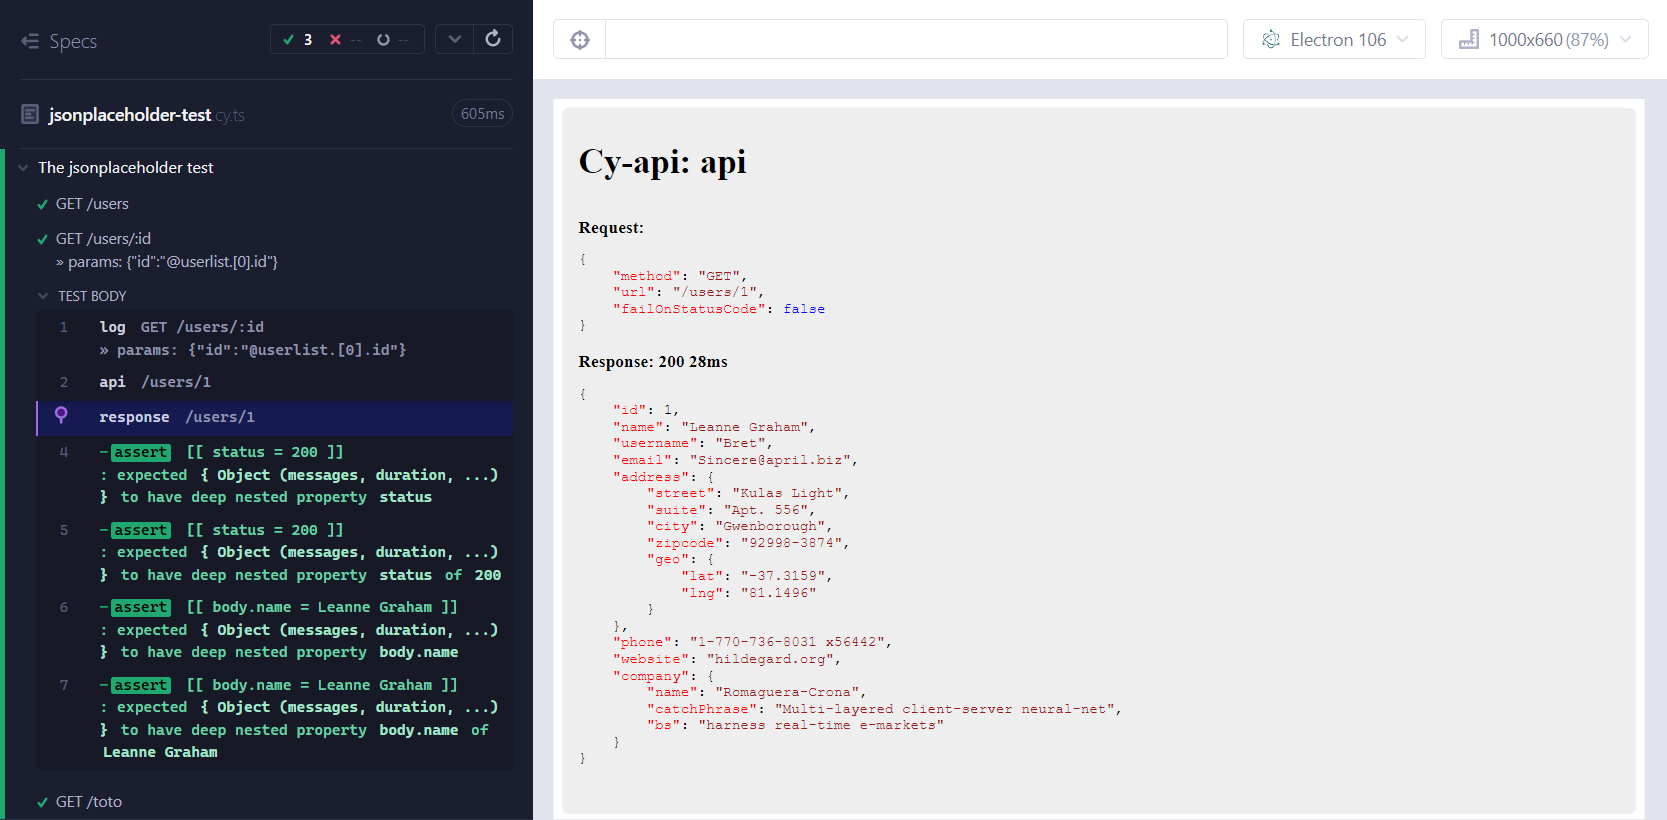 Specs
3 -- --
jsonplaceholder-test.cy.ts
605ms
The jsonplaceholder test
GET /users
GET /users/:id
» params: {"id":"@userlist.[0].id"}
TEST BODY
1 log GET /users/:id
» params: {"id":"@userlist.[0].id"}
2 api /users/1
response /users/1
4 -assert [[ status = 200 ]]
: expected { Object (messages, duration, ...)
} to have deep nested property status
5 -assert [[ status = 200 ]]
: expected { Object (messages, duration, ...)
} to have deep nested property status of 200
6 -assert [[ body.name = Leanne Graham ]]
: expected { Object (messages, duration, ...)
} to have deep nested property body.name
7 -assert [[ body.name = Leanne Graham ]]
: expected { Object (messages, duration, ...)
} to have deep nested property body.name of
Leanne Graham
GET /toto
Electron 106
1000x660 (87%)
Cy-api: api
Request:
{
"method": "GET",
"url": "/users/1",
"failOnStatusCode": false
}
Response: 200 28ms
{
"id": 1,
"name": "Leanne Graham",
"username": "Bret",
"email": "Sincere@april.biz",
"address": {
"street": "Kulas Light",
"suite": "Apt. 556",
"city": "Gwenborough",
"zipcode": "92998-3874",
"geo": {
"lat": "-37.3159",
"lng": "81.1496"
}
},
"phone": "1-770-736-8031 x56442",
"website": "hildegard.org",
"company": {
"name": "Romaguera-Crona",
"catchPhrase": "Multi-layered client-server neural-net",
"bs": "harness real-time e-markets"
}
}